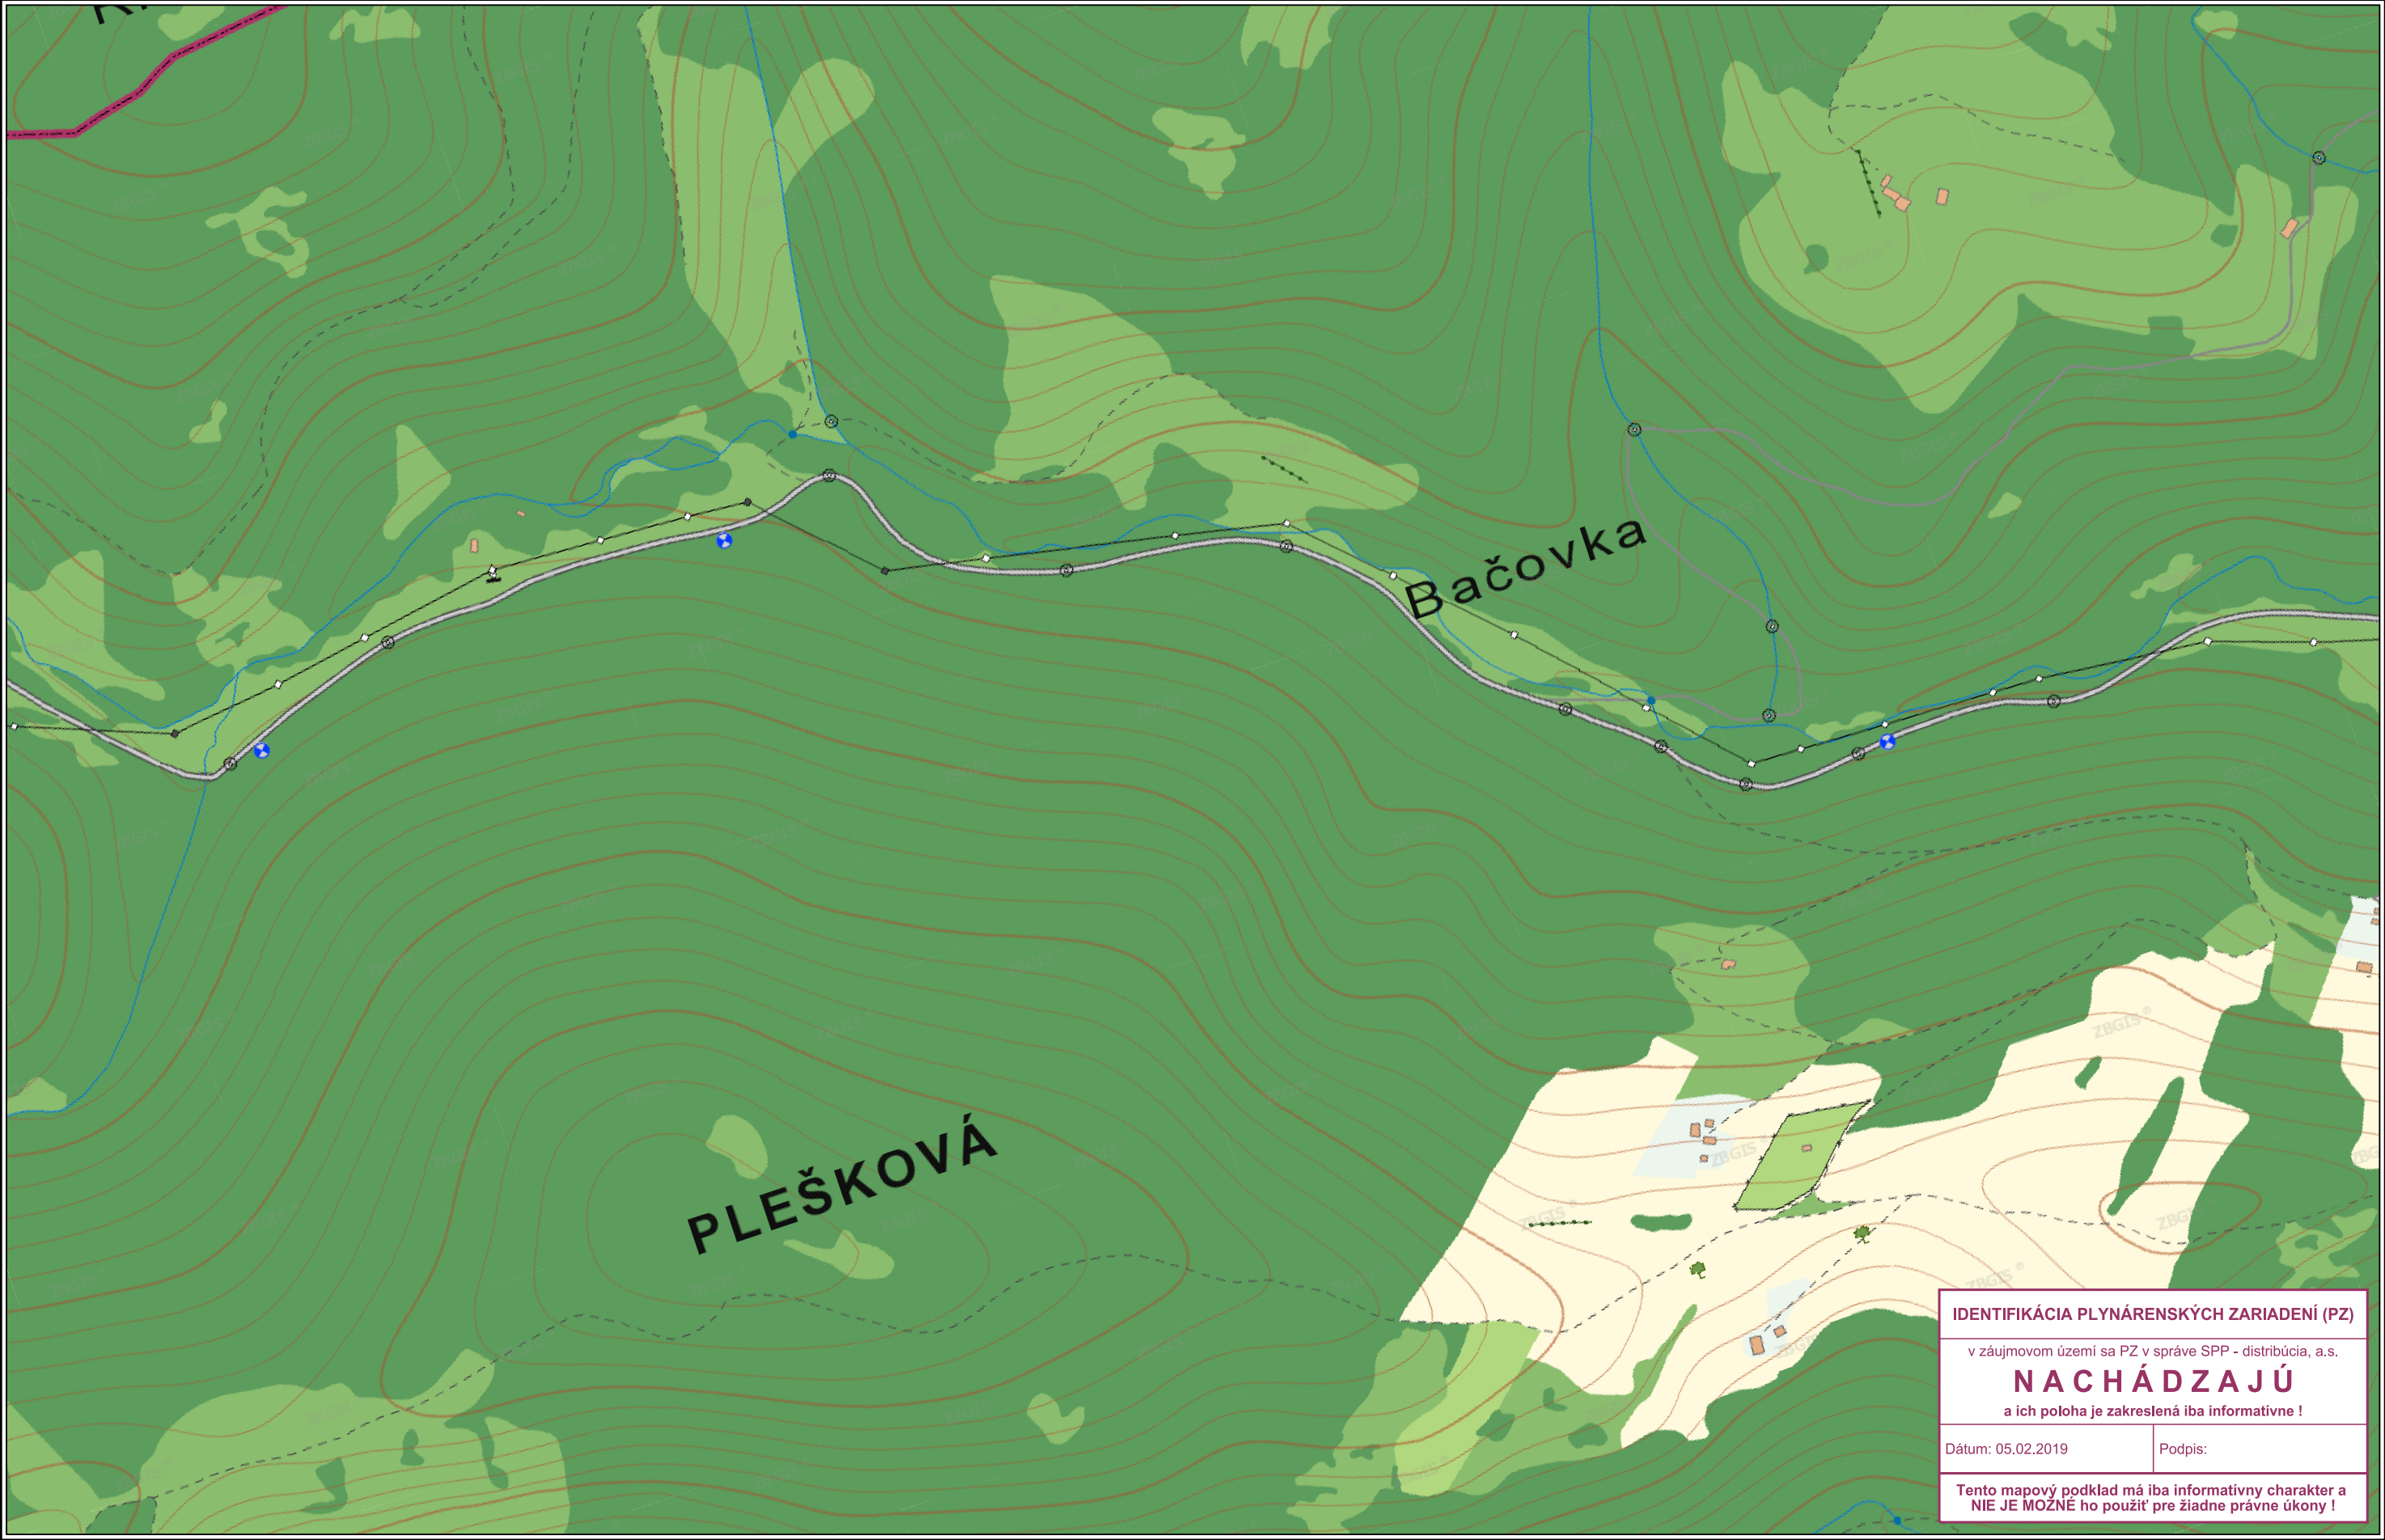 Bačovka
PLEŠKOVÁ
IDENTIFIKÁCIA PLYNÁRENSKÝCH ZARIADENÍ (PZ)
v záujmovom území sa PZ v správe SPP - distribúcia, a.s.
NACHÁDZAJÚ
a ich poloha je zakreslená iba informatívne !
Dátum: 05.02.2019
Podpis:
Tento mapový podklad má iba informatívny charakter a
NIE JE MOŽNÉ ho použiť pre žiadne právne úkony !
ZBGIS ®